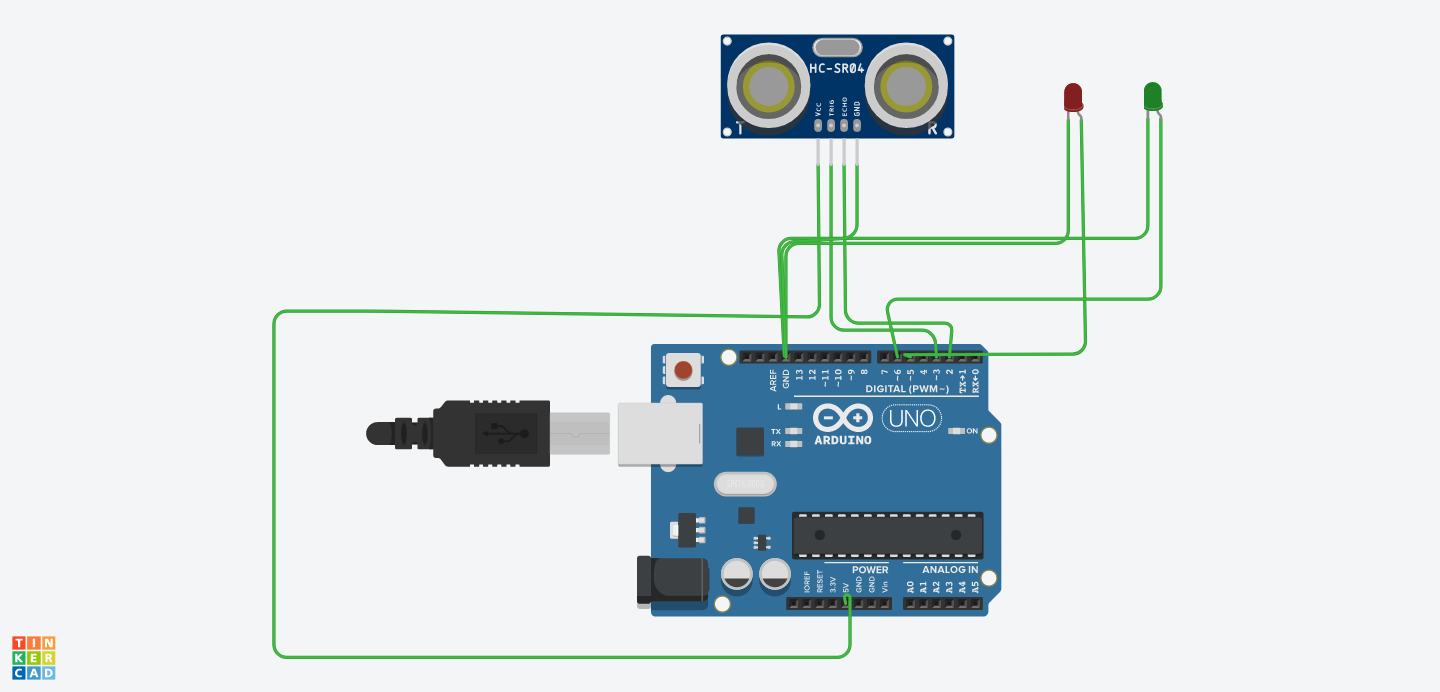 HC-SR04
VCC
TRIG
ECHO
GND
T
R
AREF
GND
13
12
~11
~10
~9
8
7
~6
~5
4
~3
2
TX→1
RX←0
DIGITAL (PWM~)
L
TX
RX
ARDUINO
UNO
ON
POWER
ANALOG IN
IOREF
RESET
3.3V
5V
GND
GND
Vin
A0
A1
A2
A3
A4
A5
TIN
KER
CAD